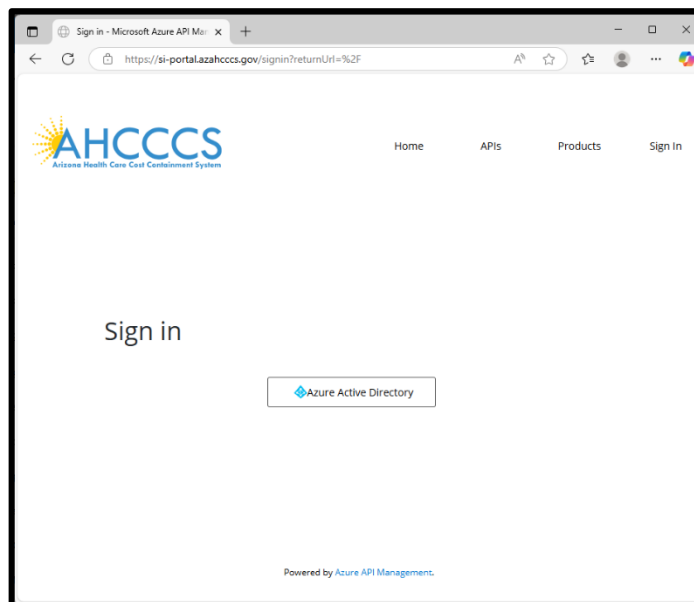 Sign in - Microsoft Azure API Mar
https://si-portal.azahcccs.gov/signin?returnUrl=%2F
AHCCCS
Arizona Health Care Cost Containment System
Home APIs Products Sign In
Sign in
Azure Active Directory
Powered by Azure API Management.